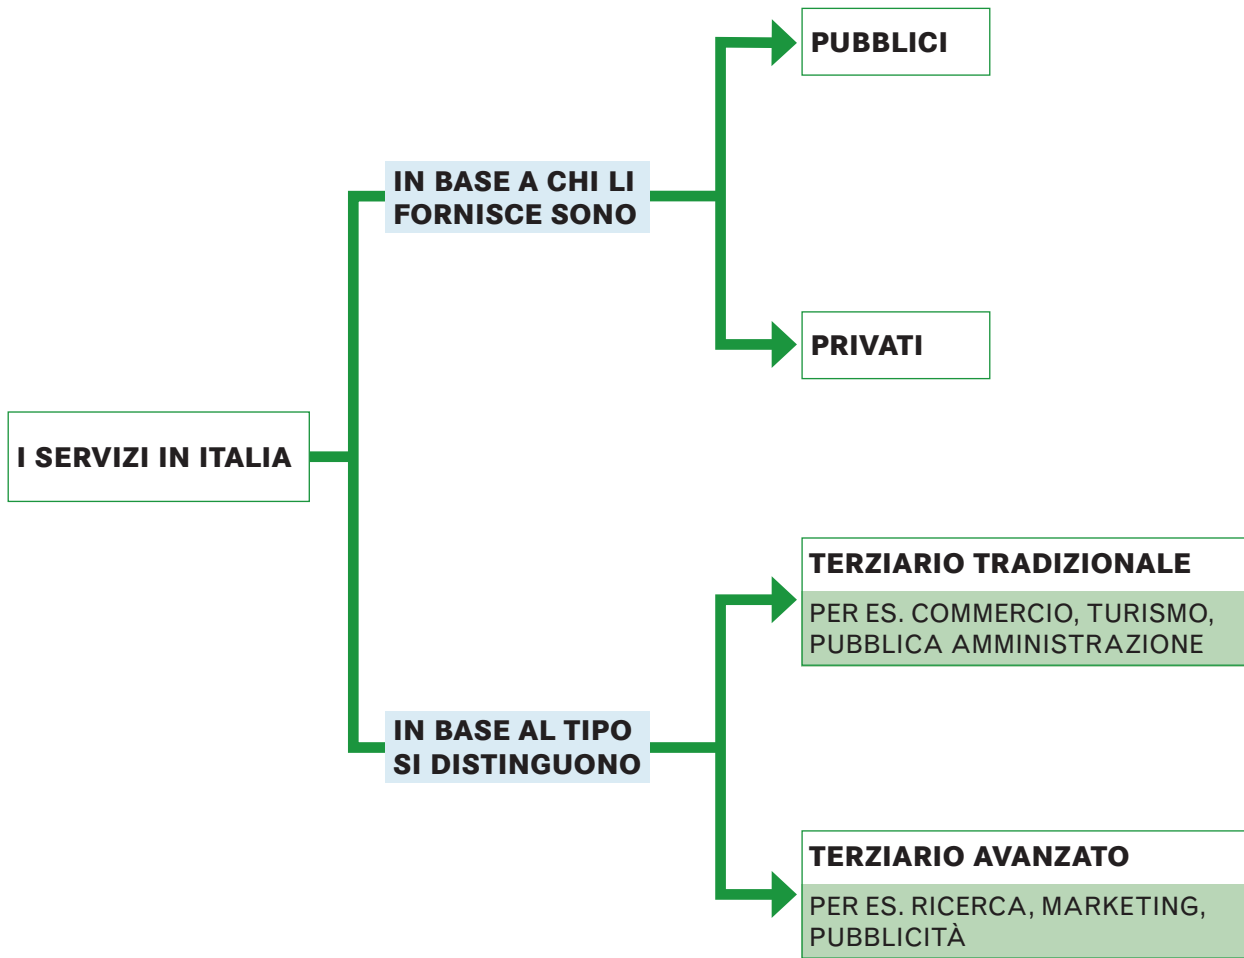 PUBBLICI
IN BASE A CHI LI
FORNISCE SONO
PRIVATI
I SERVIZI IN ITALIA
TERZIARIO TRADIZIONALE
PER ES. COMMERCIO, TURISMO,
PUBBLICA AMMINISTRAZIONE
IN BASE AL TIPO
SI DISTINGUONO
TERZIARIO AVANZATO
PER ES. RICERCA, MARKETING,
PUBBLICITÀ